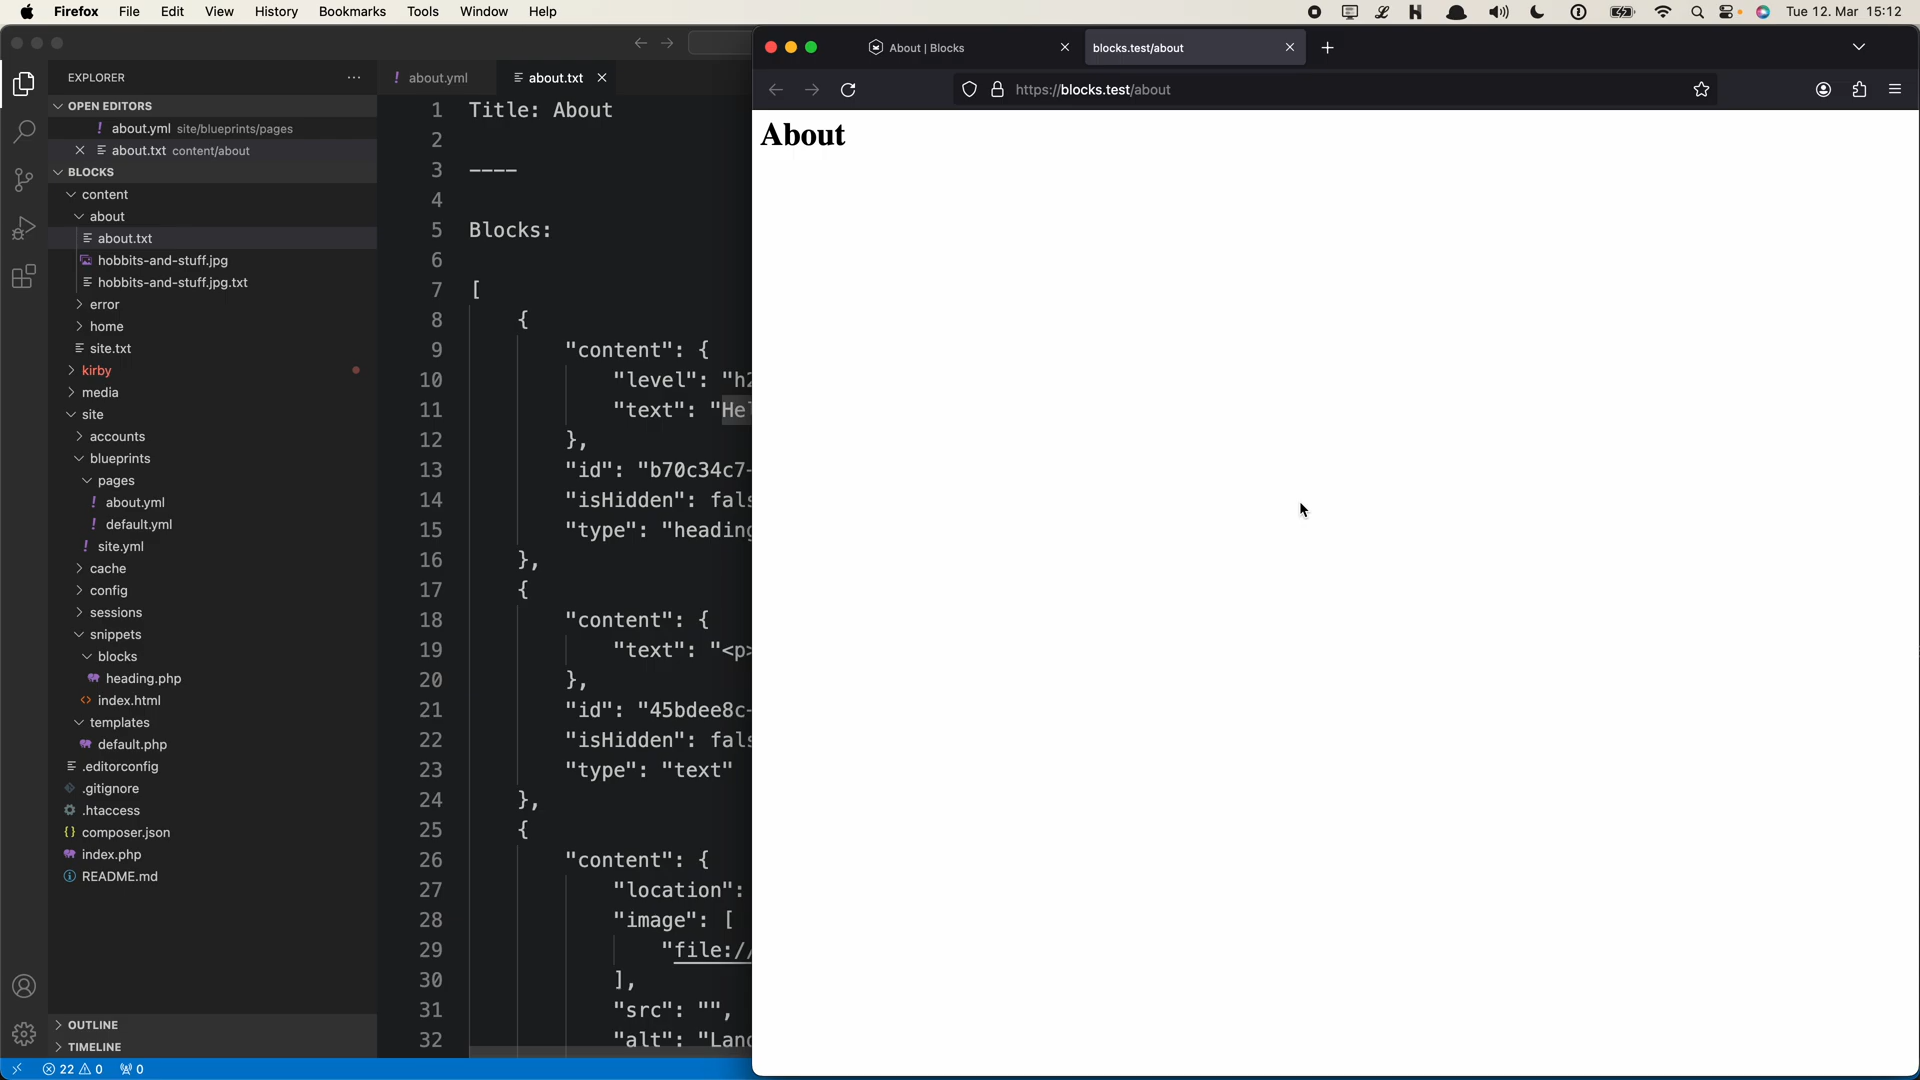 Firefox File Edit View History Bookmarks Tools Window Help Tue 12. Mar 15:12
EXPLORER
OPEN EDITORS
about.yml site/blueprints/pages
about.txt content/about
BLOCKS
content
about
about.txt
hobbits-and-stuff.jpg
hobbits-and-stuff.jpg.txt
error
home
site.txt
kirby
media
site
accounts
blueprints
pages
about.yml
default.yml
site.yml
cache
config
sessions
snippets
blocks
heading.php
index.html
templates
default.php
.editorconfig
.gitignore
.htaccess
composer.json
index.php
README.md
OUTLINE
TIMELINE
22 0 0
about.yml about.txt
1 Title: About
2
3 ----
4
5 Blocks:
6
7 [
8 {
9 "content": {
10 "level": "h2
11 "text": "Hel
12 },
13 "id": "b70c34c7-
14 "isHidden": fals
15 "type": "heading
16 },
17 {
18 "content": {
19 "text": "<p>
20 },
21 "id": "45bdee8c-
22 "isHidden": fals
23 "type": "text"
24 },
25 {
26 "content": {
27 "location":
28 "image": [
29 "file://
30 ],
31 "src": "",
32 "alt": "Land
About | Blocks blocks.test/about
https://blocks.test/about
About